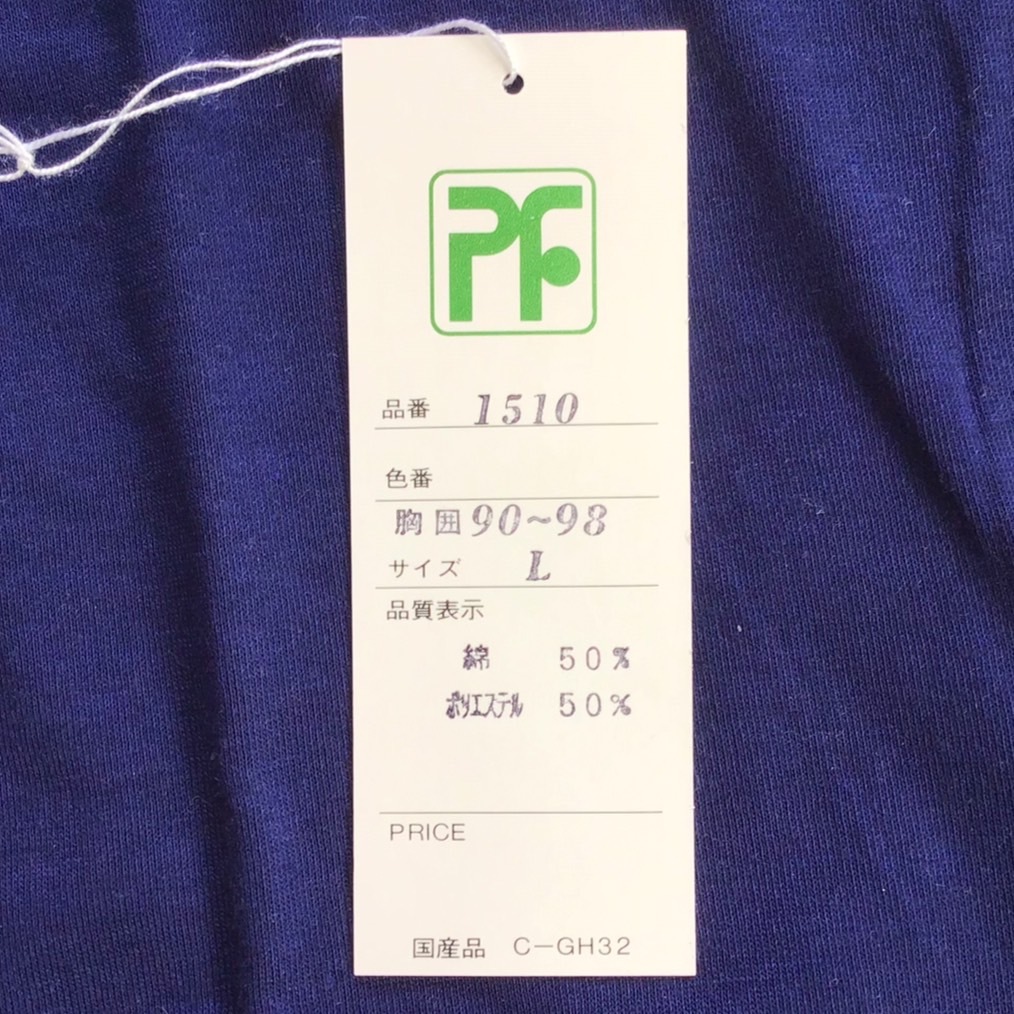 PF
品番 1510
色番
胸囲 90~98
サイズ L
品質表示
綿 50%
ポリエステル 50%
PRICE
国産品 C-GH32